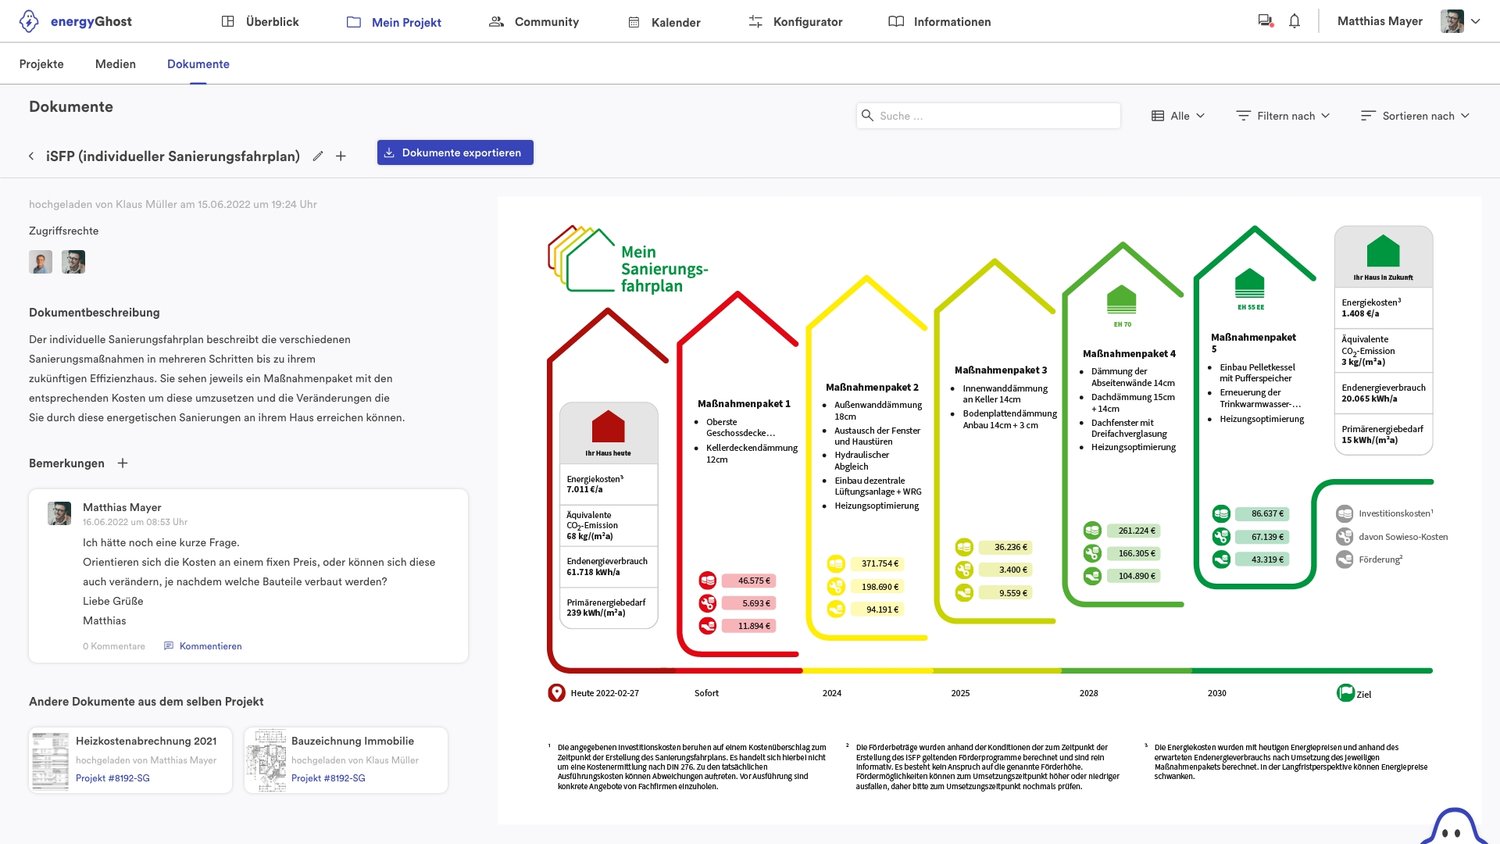 energyGhost
Überblick
Mein Projekt
Community
Kalender
Konfigurator
Informationen
Matthias Mayer
Projekte
Medien
Dokumente
Dokumente
Suche ...
Alle
Filtern nach
Sortieren nach
iSFP (individueller Sanierungsfahrplan)
Dokumente exportieren
hochgeladen von Klaus Müller am 15.06.2022 um 19:24 Uhr
Zugriffsrechte
Dokumentbeschreibung
Der individuelle Sanierungsfahrplan beschreibt die verschiedenen
Sanierungsmaßnahmen in mehreren Schritten bis zu ihrem
zukünftigen Effizienzhaus. Sie sehen jeweils ein Maßnahmenpaket mit den
entsprechenden Kosten um diese umzusetzen und die Veränderungen die
Sie durch diese energetischen Sanierungen an ihrem Haus erreichen können.
Bemerkungen
Matthias Mayer
16.06.2022 um 08:53 Uhr
Ich hätte noch eine kurze Frage.
Orientieren sich die Kosten an einem fixen Preis, oder können sich diese
auch verändern, je nachdem welche Bauteile verbaut werden?
Liebe Grüße
Matthias
0 Kommentare
Kommentieren
Andere Dokumente aus dem selben Projekt
Heizkostenabrechnung 2021
hochgeladen von Matthias Mayer
Projekt #8192-SG
Bauzeichnung Immobilie
hochgeladen von Klaus Müller
Projekt #8192-SG
Mein
Sanierungs-
fahrplan
Ihr Haus heute
Energiekosten³
7.011 €/a
Äquivalente
CO₂-Emission
68 kg/(m²a)
Endenergieverbrauch
61.718 kWh/a
Primärenergiebedarf
239 kWh/(m²a)
Maßnahmenpaket 1
• Oberste
Geschossdecke...
• Kellerdeckendämmung
12cm
46.575 €
5.693 €
11.894 €
Maßnahmenpaket 2
• Außenwanddämmung
18cm
• Austausch der Fenster
und Haustüren
• Hydraulischer
Abgleich
• Einbau dezentrale
Lüftungsanlage + WRG
• Heizungsoptimierung
371.754 €
198.690 €
94.191 €
Maßnahmenpaket 3
• Innenwanddämmung
an Keller 14cm
• Bodenplattendämmung
Anbau 14cm + 3 cm
36.236 €
3.400 €
9.559 €
EH 70
Maßnahmenpaket 4
• Dämmung der
Abseitenwände 14cm
• Dachdämmung 15cm
+ 14cm
• Dachfenster mit
Dreifachverglasung
• Heizungsoptimierung
261.224 €
166.305 €
104.890 €
EH 55 EE
Maßnahmenpaket
5
• Einbau Pelletkessel
mit Pufferspeicher
• Erneuerung der
Trinkwarmwasser-...
• Heizungsoptimierung
86.637 €
67.139 €
43.319 €
Ihr Haus in Zukunft
Energiekosten³
1.408 €/a
Äquivalente
CO₂-Emission
3 kg/(m²a)
Endenergieverbrauch
20.065 kWh/a
Primärenergiebedarf
15 kWh/(m²a)
Investitionskosten¹
davon Sowieso-Kosten
Förderung²
Heute 2022-02-27
Sofort
2024
2025
2028
2030
Ziel
¹ Die angegebenen Investitionskosten beruhen auf einem Kostenüberschlag zum
Zeitpunkt der Erstellung des Sanierungsfahrplans. Es handelt sich hierbei nicht
um eine Kostenermittlung nach DIN 276. Zu den tatsächlichen
Ausführungskosten können Abweichungen auftreten. Vor Ausführung sind
konkrete Angebote von Fachfirmen einzuholen.
² Die Förderbeträge wurden anhand der Konditionen der zum Zeitpunkt der
Erstellung des iSFP geltenden Förderprogramme berechnet und sind rein
informativ. Es besteht kein Anspruch auf die genannte Förderhöhe.
Fördermöglichkeiten können zum Umsetzungszeitpunkt höher oder niedriger
ausfallen, daher bitte zum Umsetzungszeitpunkt nochmals prüfen.
³ Die Energiekosten wurden mit heutigen Energiepreisen und anhand des
erwarteten Endenergieverbrauchs nach Umsetzung des jeweiligen
Maßnahmenpakets berechnet. In der Langfristperspektive können Energiepreise
schwanken.